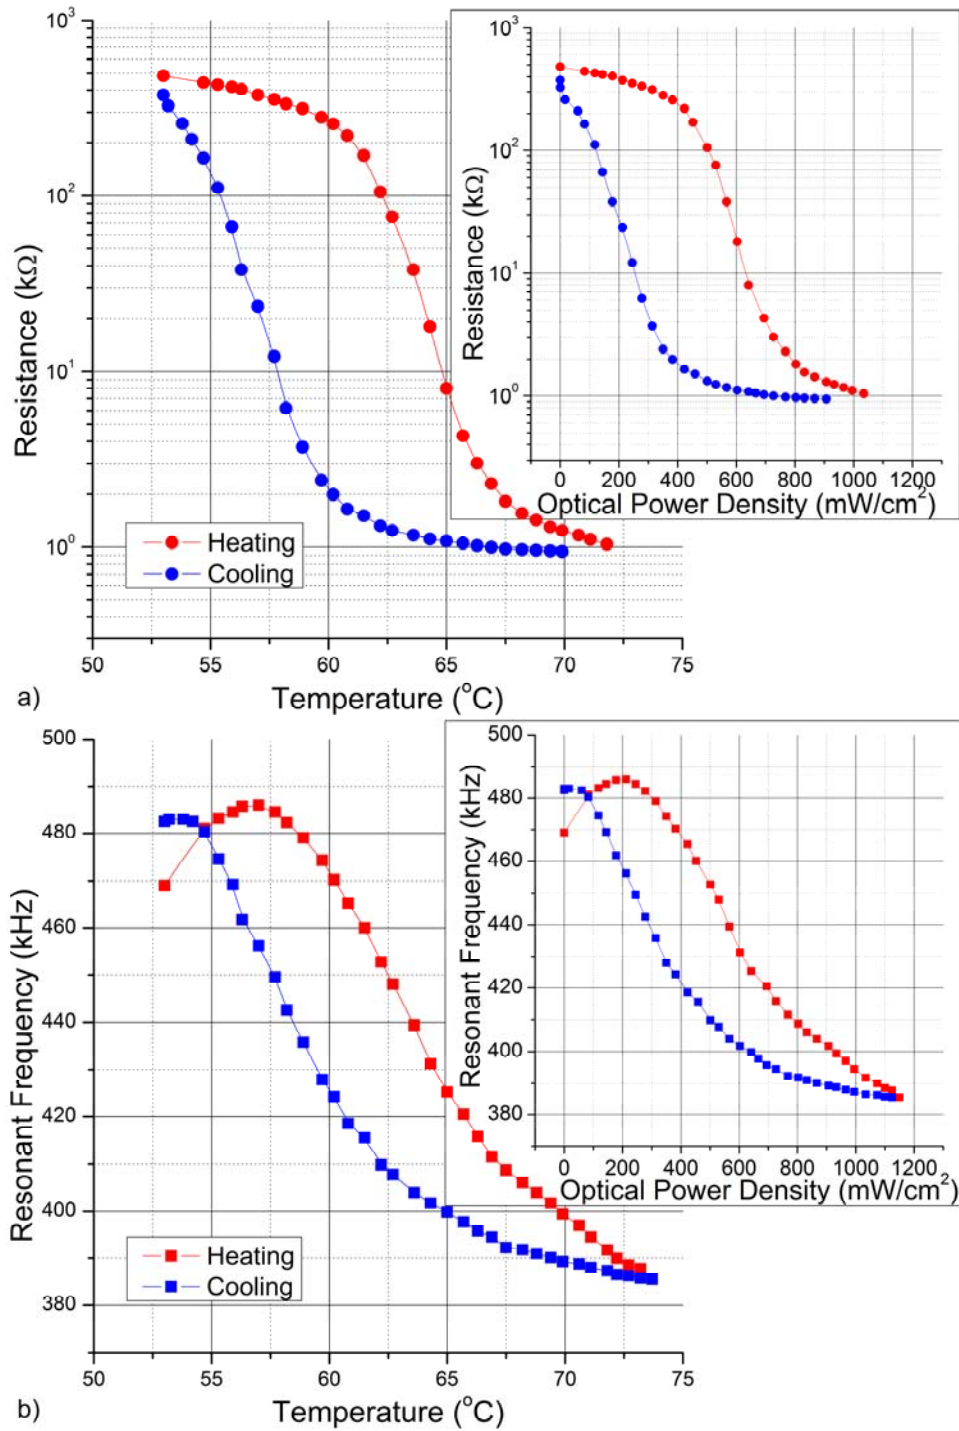 10³
10²
10¹
10⁰
Resistance (kΩ)
Heating
Cooling
50 55 60 65 70 75
Temperature (°C)
a)
10³
10²
10¹
10⁰
Resistance (kΩ)
0 200 400 600 800 1000 1200
Optical Power Density (mW/cm²)
500
480
460
440
420
400
380
Resonant Frequency (kHz)
Heating
Cooling
50 55 60 65 70 75
Temperature (°C)
b)
500
480
460
440
420
400
380
Resonant Frequency (kHz)
0 200 400 600 800 1000 1200
Optical Power Density (mW/cm²)